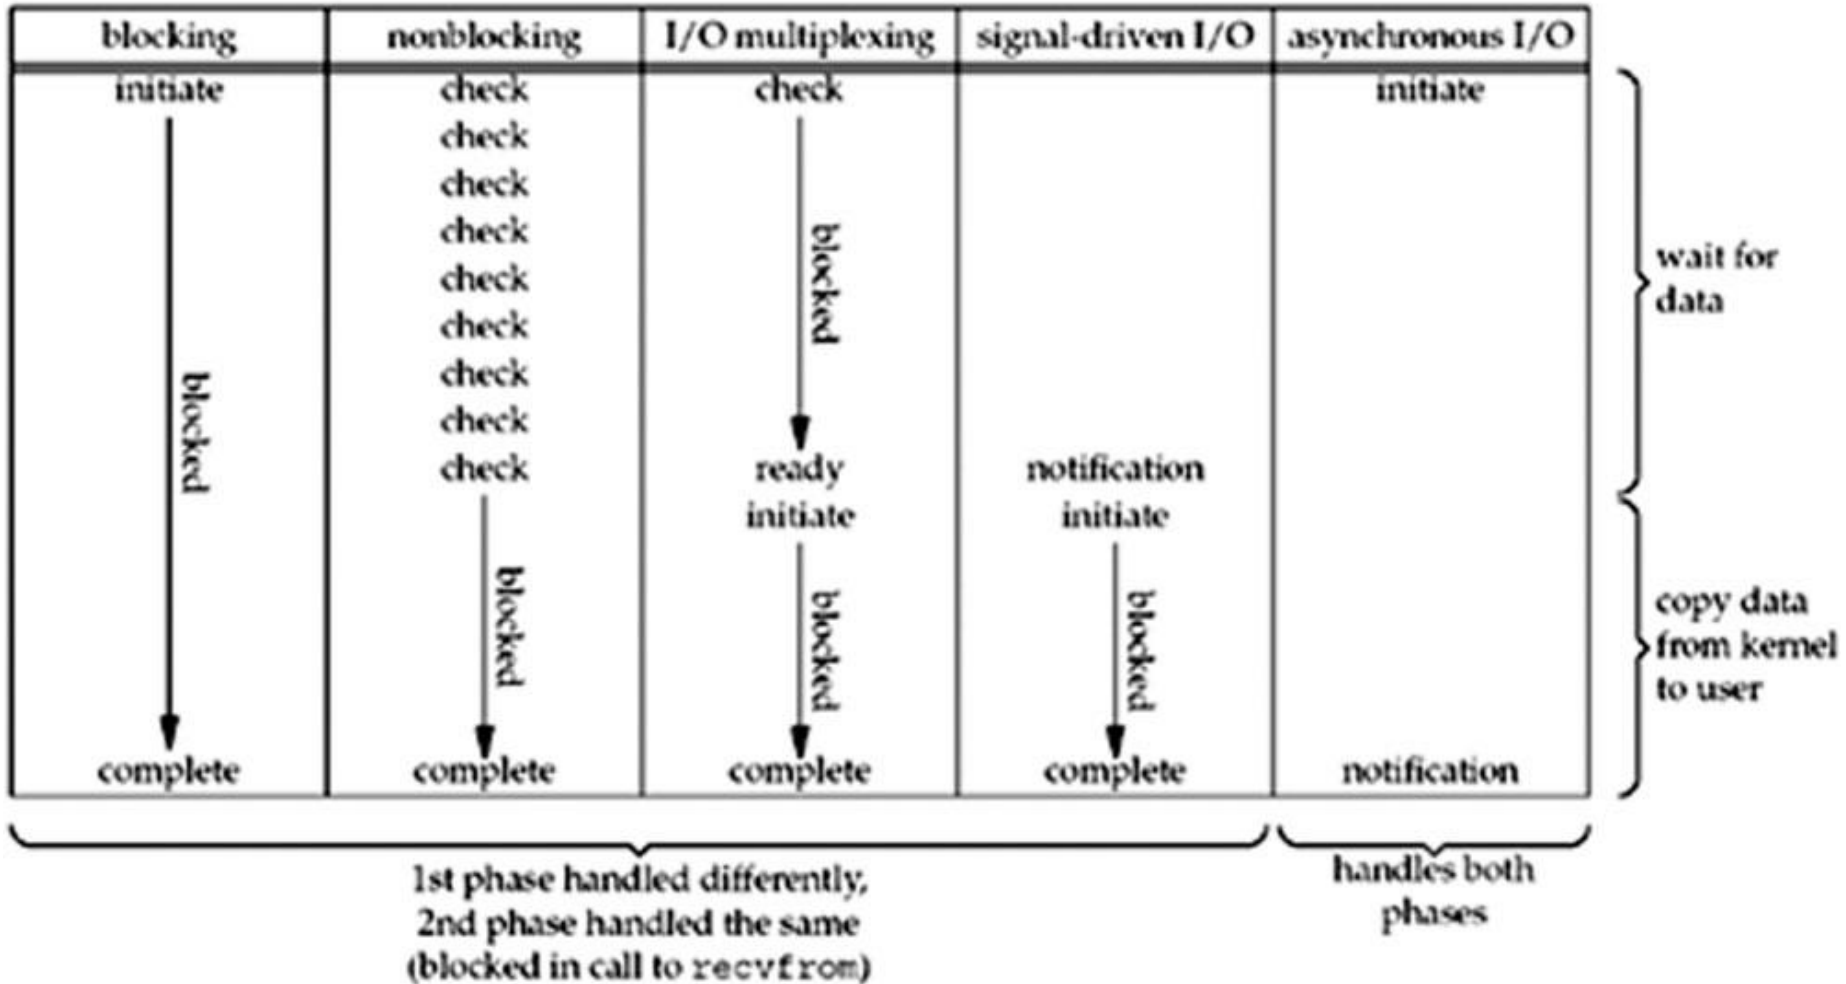 blocking
nonblocking
I/O multiplexing
signal-driven I/O
asynchronous I/O
initiate
check
check
initiate
check
check
check
check
check
check
check
check
blocked
blocked
ready
notification
initiate
initiate
blocked
blocked
blocked
complete
complete
complete
complete
notification
wait for
data
copy data
from kernel
to user
1st phase handled differently,
2nd phase handled the same
(blocked in call to recvfrom)
handles both
phases